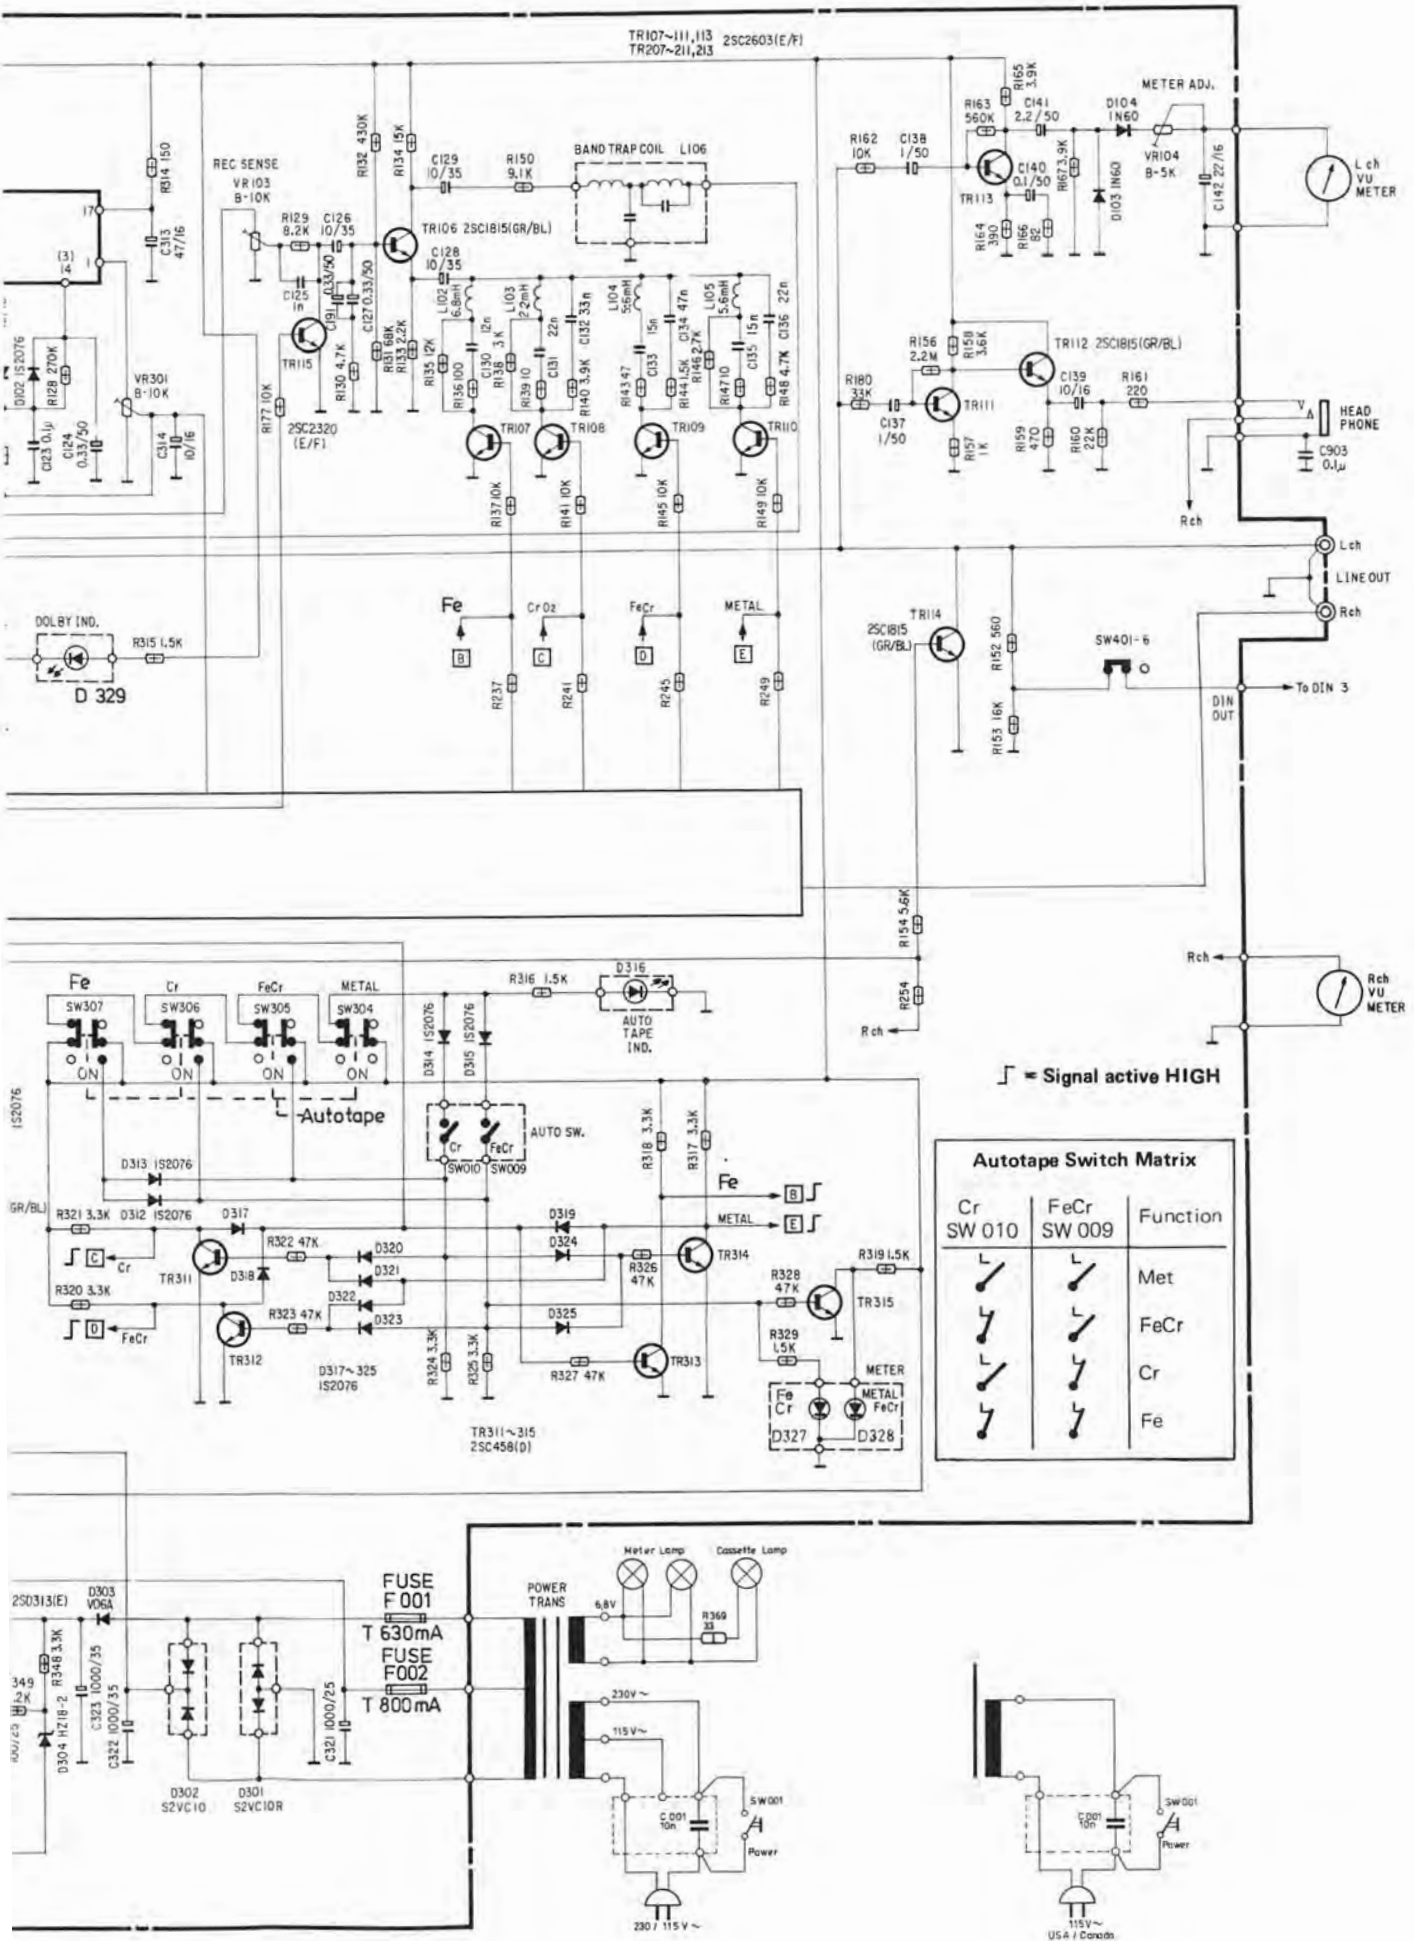 TR107~111,113 2SC2603(E/F)
TR207~211,213
R314 150
17
(3)
14
1
C313
47/16
REC SENSE
VR103
B-10K
R129
8.2K
C126
10/35
C125
1n
C191 0.33/50
C127 0.33/50
TR115
2SC2320
(E/F)
R177 10K
R130 4.7K
R131 68K
R133 2.2K
R132 430K
R134 15K
C129
10/35
R150
9.1K
BAND TRAP COIL L106
TR106 2SC1815(GR/BL)
C128
10/35
L102
6.8mH
12n
C130
R135 12K
R136 100
L103
2.2mH
22n
C131
R138 3K
R139 10
C132 33n
R140 3.9K
L104
5.6mH
15n
C133
R143 47
C134 47n
R144 1.5K
L105
5.6mH
15n
C135
R146 2.7K
R147 10
C136 22n
R148 4.7K
TR107
TR108
TR109
TR110
R137 10K
R141 10K
R145 10K
R149 10K
D102 1S2076
R128 270K
C123 0.1μ
C124
0.33/50
VR301
B-10K
C314
10/16
R162
10K
C138
1/50
R163
560K
R165
3.9K
C141
2.2/50
D104
1N60
METER ADJ.
VR104
B-5K
TR113
C140
0.1/50
R164
390
R166
82
R167 3.9K
D103 1N60
C142 22/16
L ch
VU
METER
R156
2.2M
R158
3.6K
TR112 2SC1815(GR/BL)
R180
33K
C137
1/50
TR111
R157
1K
C139
10/16
R161
220
R159
470
R160
22K
HEAD
PHONE
C903
0.1μ
Rch
Lch
LINE OUT
Rch
Fe
CrO2
FeCr
METAL
B
C
D
E
R237
R241
R245
R249
DOLBY IND.
R315 1.5K
D 329
TR114
2SC1815
(GR/BL)
R152 560
R153 16K
SW401-6
DIN
OUT
To DIN 3
R154 5.6K
R254
Rch
Rch
Rch
VU
METER
Fe
SW307
Cr
SW306
FeCr
SW305
METAL
SW304
ON
ON
ON
ON
Autotape
D314 1S2076
D315 1S2076
R316 1.5K
D316
AUTO
TAPE
IND.
Cr
FeCr
SW010
SW009
AUTO SW.
1S2076
= Signal active HIGH
R318 3.3K
R317 3.3K
D313 1S2076
D312 1S2076
GR/BL)
R321 3.3K
D317
C
Cr
TR311
R322 47K
D318
R320 3.3K
D
FeCr
TR312
R323 47K
D320
D321
D322
D323
D317~325
1S2076
R324 3.3K
R325 3.3K
D319
D324
D325
R326
47K
R327 47K
TR313
TR314
Fe
B
METAL
E
R319 1.5K
R328
47K
TR315
R329
1.5K
METER
Fe
Cr
METAL
FeCr
D327
D328
TR311~315
2SC458(D)
Autotape Switch Matrix
Cr
SW 010
FeCr
SW 009
Function
Met
FeCr
Cr
Fe
2SD313(E)
D303
V06A
R348 3.3K
349
.2K
D304 HZ18-2
C323 1000/35
C322 1000/35
D302
S2VC10
D301
S2VC10R
C321 1000/25
FUSE
F001
T 630mA
FUSE
F002
T 800mA
POWER
TRANS
Meter Lamp
Cassette Lamp
6,8V
R369
33
230V~
115V~
C001
10n
SW001
Power
230 / 115 V ~
C001
10n
SW001
Power
115V~
USA / Canada